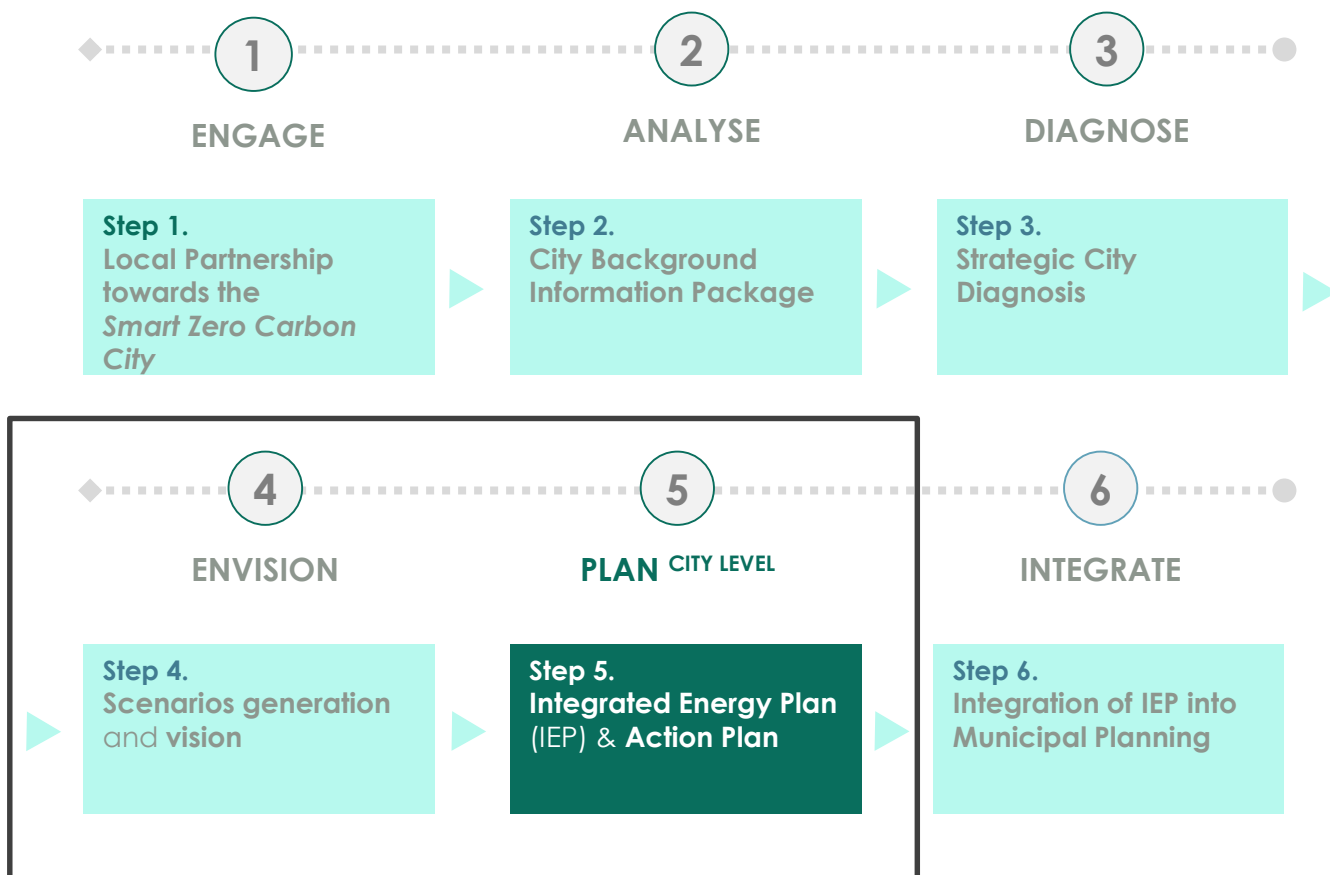 1
2
3
ENGAGE
ANALYSE
DIAGNOSE
Step 1.
Local Partnership
towards the
Smart Zero Carbon
City
Step 2.
City Background
Information Package
Step 3.
Strategic City
Diagnosis
4
5
6
ENVISION
PLAN CITY LEVEL
INTEGRATE
Step 4.
Scenarios generation
and vision
Step 5.
Integrated Energy Plan
(IEP) & Action Plan
Step 6.
Integration of IEP into
Municipal Planning